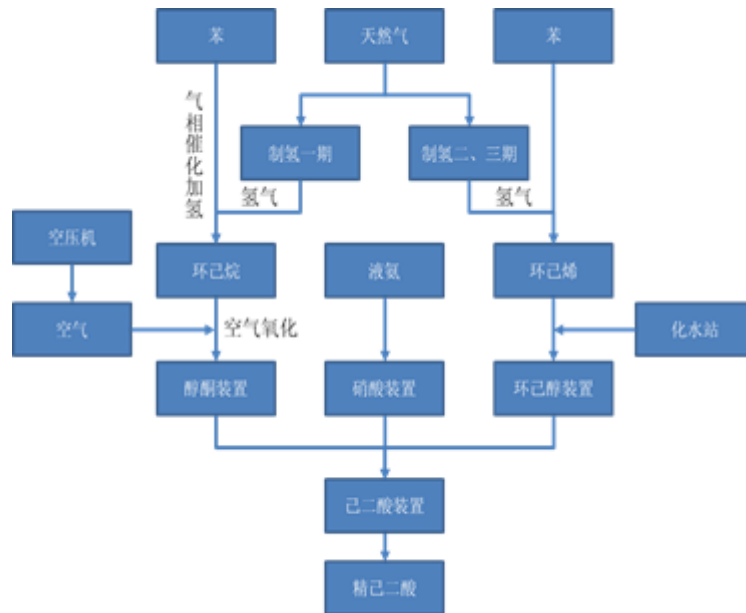 苯
天然气
苯
气相催化加氢
制氢一期
制氢二、三期
氢气
氢气
空压机
环己烷
液氨
环己烯
空气
空气氧化
化水站
醇酮装置
硝酸装置
环己醇装置
己二酸装置
精己二酸